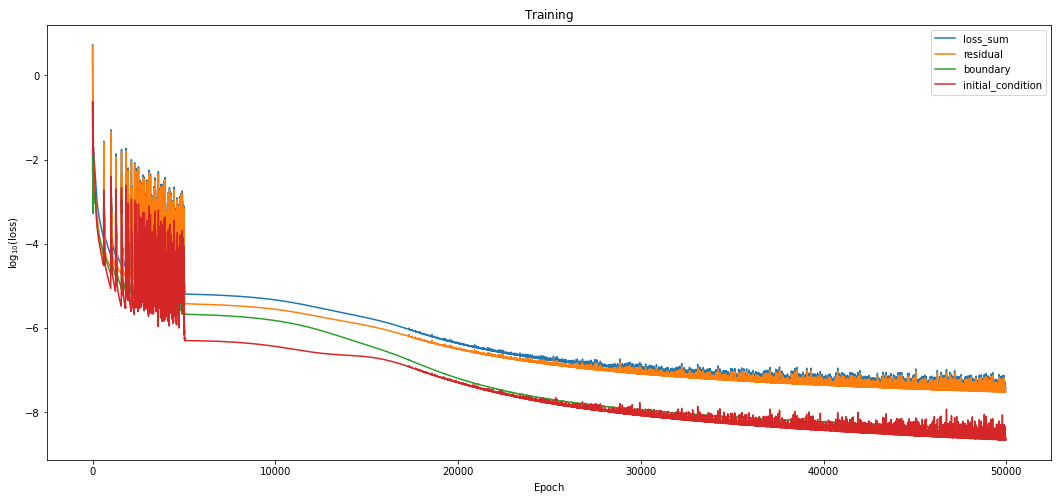 Training
loss_sum
residual
boundary
initial_condition
log₁₀(loss)
0
−2
−4
−6
−8
0
10000
20000
30000
40000
50000
Epoch